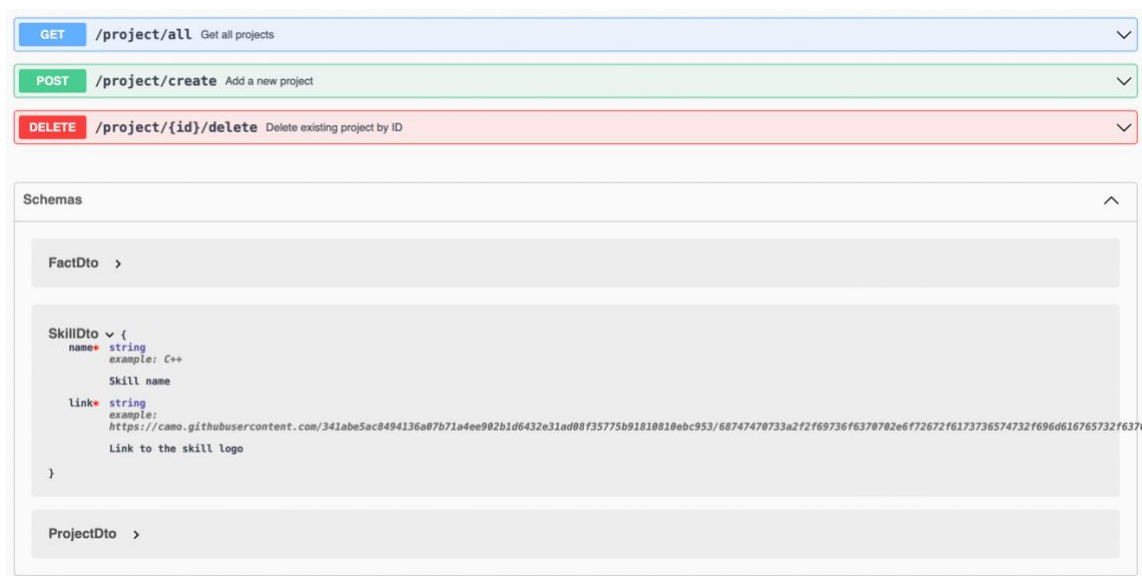 GET /project/all Get all projects
POST /project/create Add a new project
DELETE /project/{id}/delete Delete existing project by ID
Schemas
FactDto >
SkillDto {
name* string
example: C++
Skill name
link* string
example:
https://camo.githubusercontent.com/341abe5ac8494136a07b71a4ee902b1d6432e31ad08f35775b91810810ebc953/68747470733a2f2f69736f6370702e6f72672f6173736574732f696d616765732f637
Link to the skill logo
}
ProjectDto >